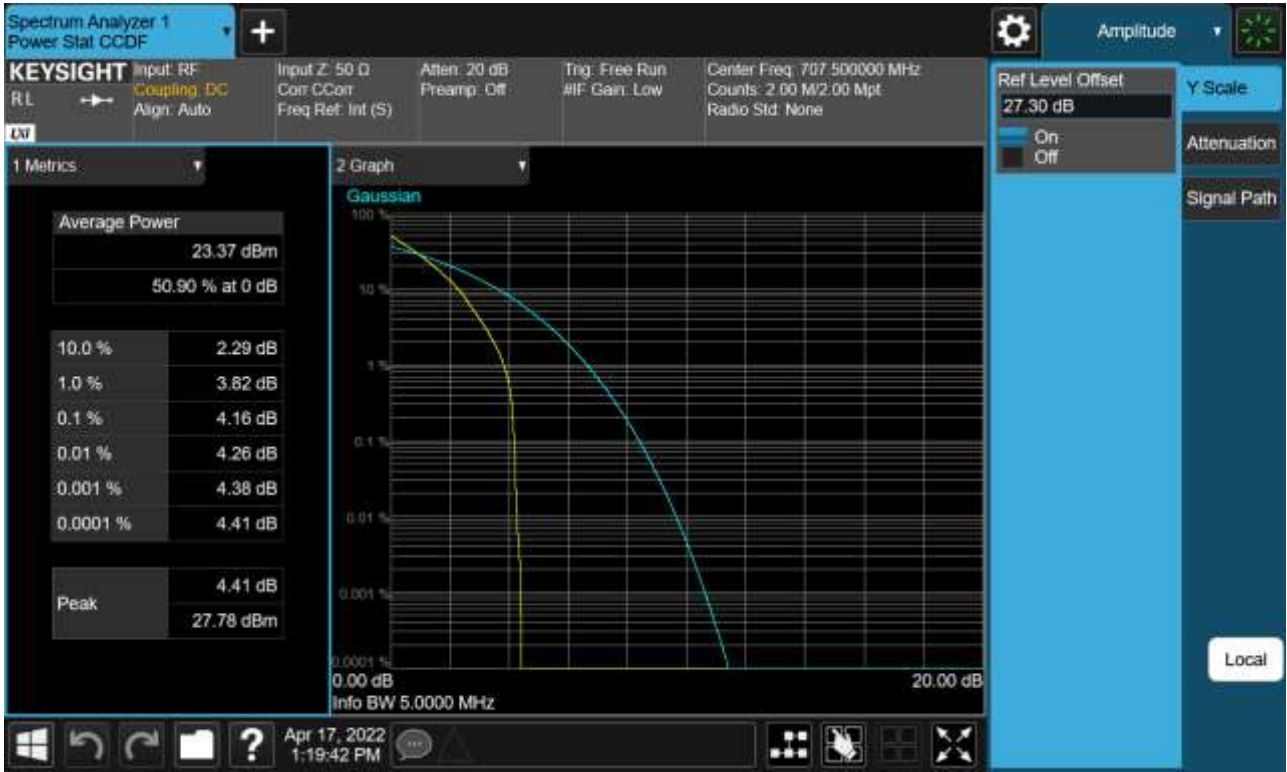 Spectrum Analyzer 1
Power Stat CCDF
Amplitude
KEYSIGHT
RL
LXI
Input: RF
Coupling: DC
Align: Auto
Input Z: 50 Ω
Corr CCorr
Freq Ref: Int (S)
Atten: 20 dB
Preamp: Off
Trig: Free Run
#IF Gain: Low
Center Freq: 707.500000 MHz
Counts: 2.00 M/2.00 Mpt
Radio Std: None
Ref Level Offset
27.30 dB
On
Off
Y Scale
Attenuation
Signal Path
1 Metrics
Average Power
23.37 dBm
50.90 % at 0 dB
10.0 % 2.29 dB
1.0 % 3.82 dB
0.1 % 4.16 dB
0.01 % 4.26 dB
0.001 % 4.38 dB
0.0001 % 4.41 dB
Peak 4.41 dB
27.78 dBm
2 Graph
Gaussian
100 %
10 %
1 %
0.1 %
0.01 %
0.001 %
0.0001 %
0.00 dB 20.00 dB
Info BW 5.0000 MHz
Local
?
Apr 17, 2022
1:19:42 PM